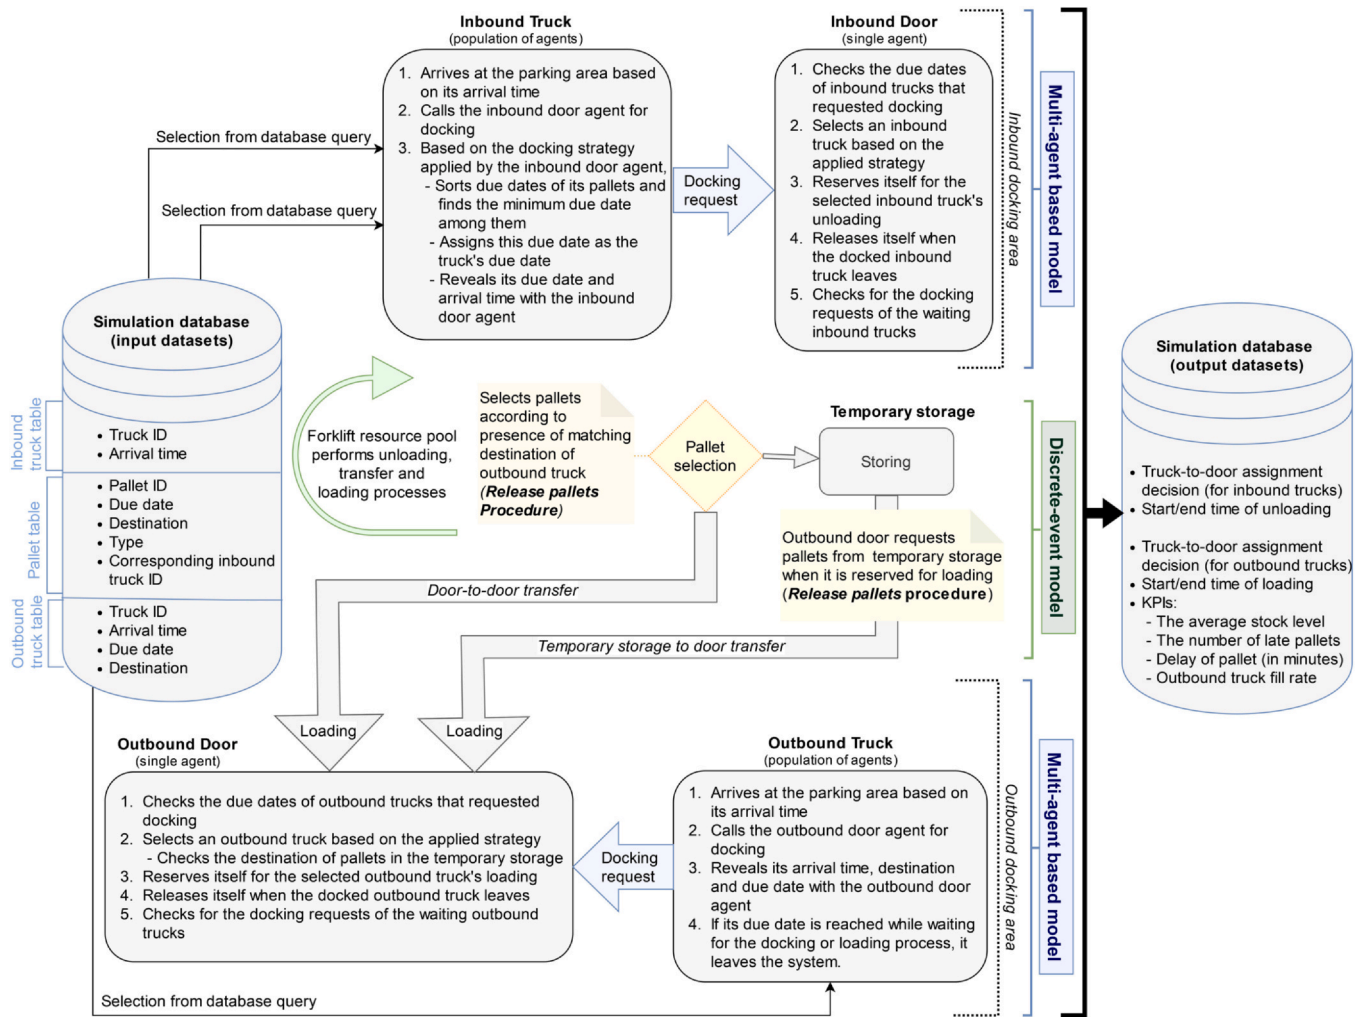 Inbound Truck
(population of agents)
1. Arrives at the parking area based
on its arrival time
2. Calls the inbound door agent for
docking
3. Based on the docking strategy
applied by the inbound door agent,
- Sorts due dates of its pallets and
finds the minimum due date
among them
- Assigns this due date as the
truck's due date
- Reveals its due date and
arrival time with the inbound
door agent
Docking
request
Inbound Door
(single agent)
1. Checks the due dates
of inbound trucks that
requested docking
2. Selects an inbound
truck based on the
applied strategy
3. Reserves itself for the
selected inbound truck's
unloading
4. Releases itself when
the docked inbound
truck leaves
5. Checks for the docking
requests of the waiting
inbound trucks
Inbound docking area
Multi-agent based model
Selection from database query
Selection from database query
Simulation database
(input datasets)
Inbound
truck table
• Truck ID
• Arrival time
Pallet table
• Pallet ID
• Due date
• Destination
• Type
• Corresponding inbound
truck ID
Outbound
truck table
• Truck ID
• Arrival time
• Due date
• Destination
Forklift resource pool
performs unloading,
transfer and
loading processes
Selects pallets
according to
presence of matching
destination of
outbound truck
(Release pallets
Procedure)
Pallet
selection
Temporary storage
Storing
Outbound door requests
pallets from temporary storage
when it is reserved for loading
(Release pallets procedure)
Discrete-event model
Door-to-door transfer
Temporary storage to door transfer
Loading
Loading
Outbound Door
(single agent)
1. Checks the due dates of outbound trucks that requested
docking
2. Selects an outbound truck based on the applied strategy
- Checks the destination of pallets in the temporary storage
3. Reserves itself for the selected outbound truck's loading
4. Releases itself when the docked outbound truck leaves
5. Checks for the docking requests of the waiting outbound
trucks
Docking
request
Outbound Truck
(population of agents)
1. Arrives at the parking area based on
its arrival time
2. Calls the outbound door agent for
docking
3. Reveals its arrival time, destination
and due date with the outbound door
agent
4. If its due date is reached while waiting
for the docking or loading process, it
leaves the system.
Outbound docking area
Multi-agent based model
Selection from database query
Simulation database
(output datasets)
• Truck-to-door assignment
decision (for inbound trucks)
• Start/end time of unloading
• Truck-to-door assignment
decision (for outbound trucks)
• Start/end time of loading
• KPIs:
- The average stock level
- The number of late pallets
- Delay of pallet (in minutes)
- Outbound truck fill rate